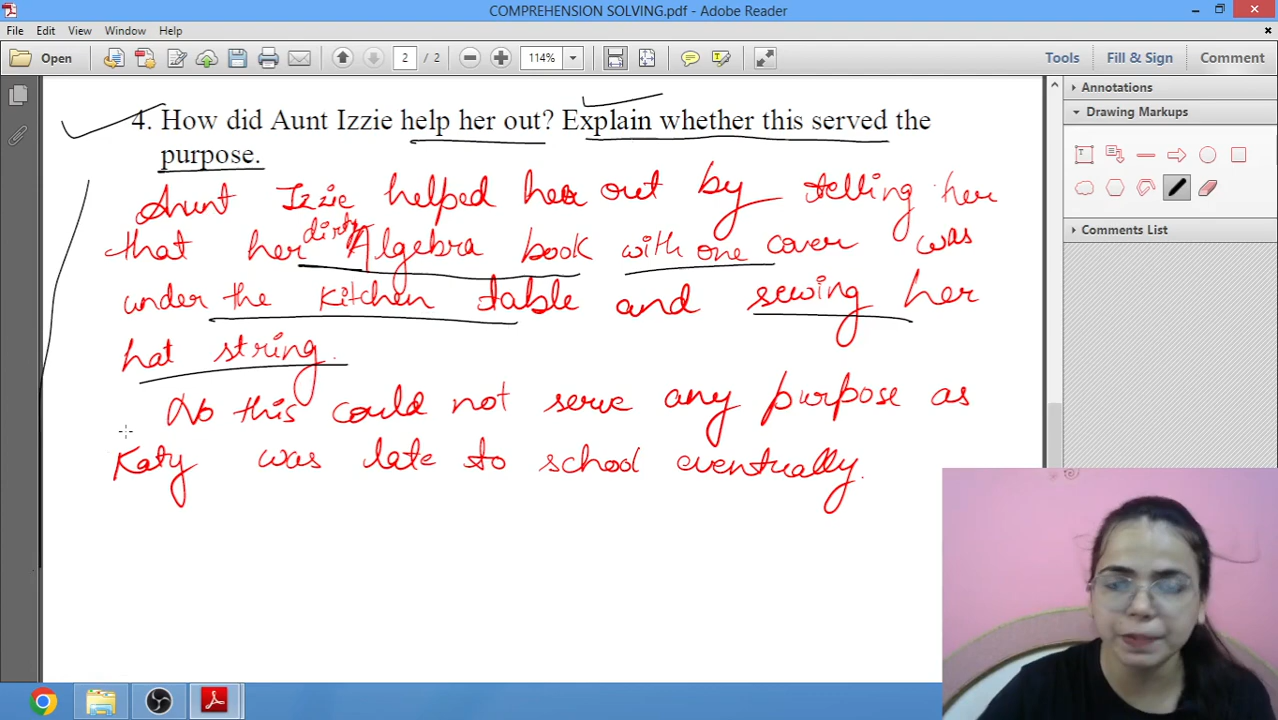 COMPREHENSION SOLVING.pdf - Adobe Reader
File Edit View Window Help
Open 2 / 2 114% Tools Fill & Sign Comment
Annotations
Drawing Markups
Comments List
4. How did Aunt Izzie help her out? Explain whether this served the
purpose.
Aunt Izzie helped her out by telling her
that her dirty Algebra book with one cover was
under the kitchen table and sewing her
hat string.
No this could not serve any purpose as
Katy was late to school eventually.